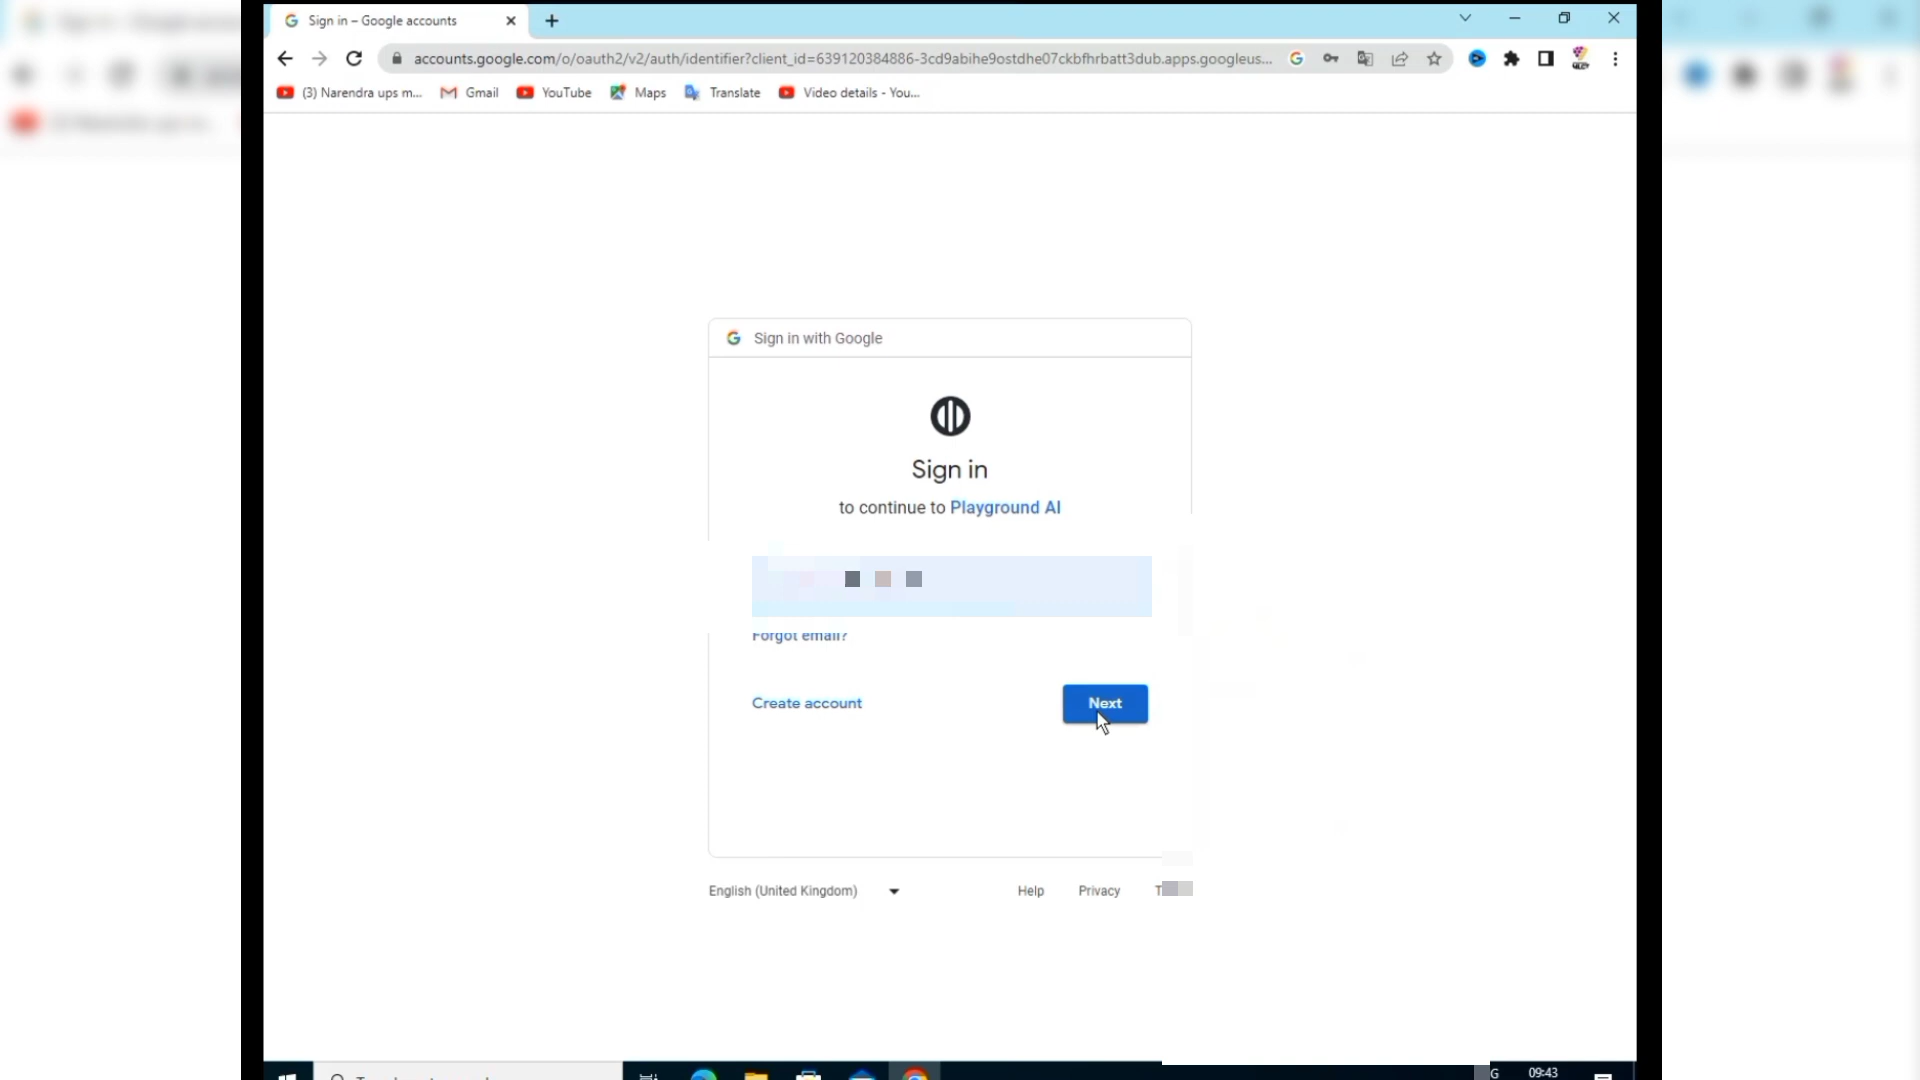 Sign in – Google accounts
accounts.google.com/o/oauth2/v2/auth/identifier?client_id=639120384886-3cd9abihe9ostdhe07ckbfhrbatt3dub.apps.googleus...
(3) Narendra ups m... Gmail YouTube Maps Translate Video details - You...
Sign in with Google
Sign in
to continue to Playground AI
Forgot email?
Create account Next
English (United Kingdom) Help Privacy
09:43